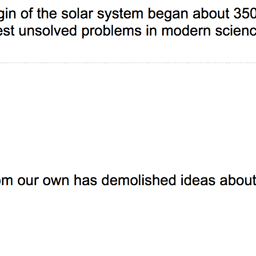 gin of the solar system began about 350
est unsolved problems in modern scienc
om our own has demolished ideas about